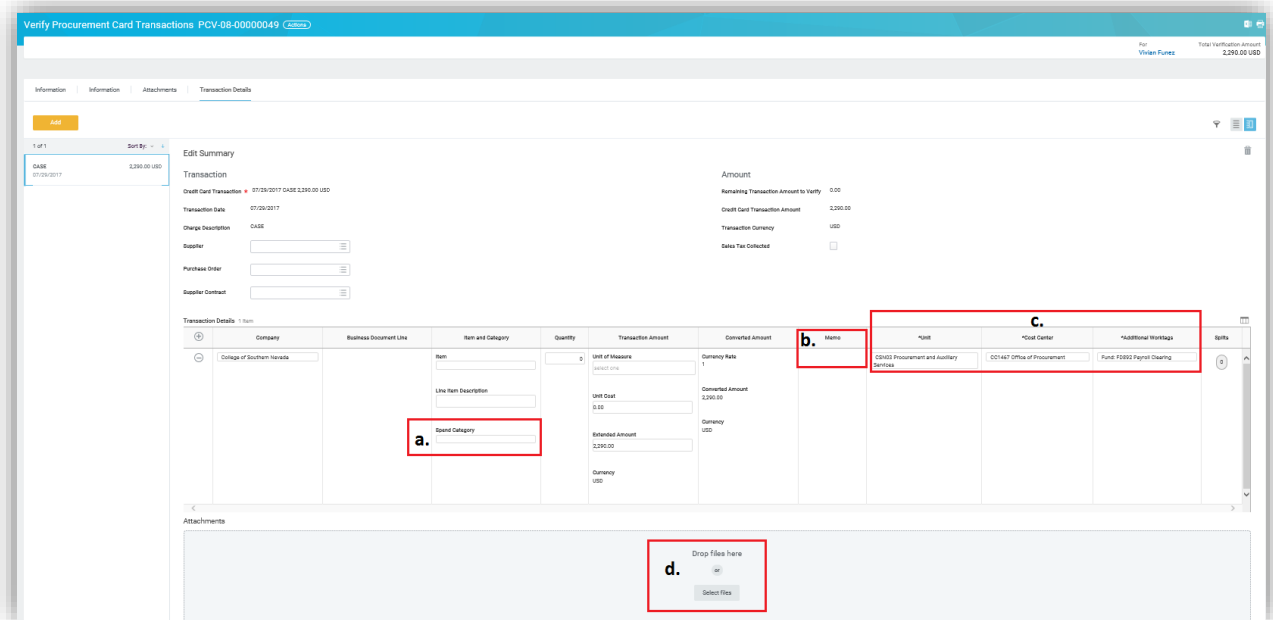 Verify Procurement Card Transactions PCV-08-00000049 Actions
For Total Verification Amount
Vivian Funez 2,290.00 USD
Information Information Attachments Transaction Details
Add
1 of 1 Sort By:
CASE 2,290.00 USD
07/29/2017
Edit Summary
Transaction Amount
Credit Card Transaction * 07/29/2017 CASE 2,290.00 USD Remaining Transaction Amount to Verify 0.00
Transaction Date 07/29/2017 Credit Card Transaction Amount 2,290.00
Charge Description CASE Transaction Currency USD
Supplier Sales Tax Collected
Purchase Order
Supplier Contract
Transaction Details 1 item
c.
Company Business Document Line Item and Category Quantity Transaction Amount Converted Amount b. Memo *Unit *Cost Center *Additional Worktags Splits
College of Southern Nevada Item 0 Unit of Measure Currency Rate CSN03 Procurement and Auxiliary Services CC1467 Office of Procurement Fund: FD892 Payroll Clearing 0
select one 1
Line Item Description Unit Cost Converted Amount
0.00 2,290.00
a. Spend Category Extended Amount Currency
2,290.00 USD
Currency
USD
Attachments
Drop files here
d. or
Select files